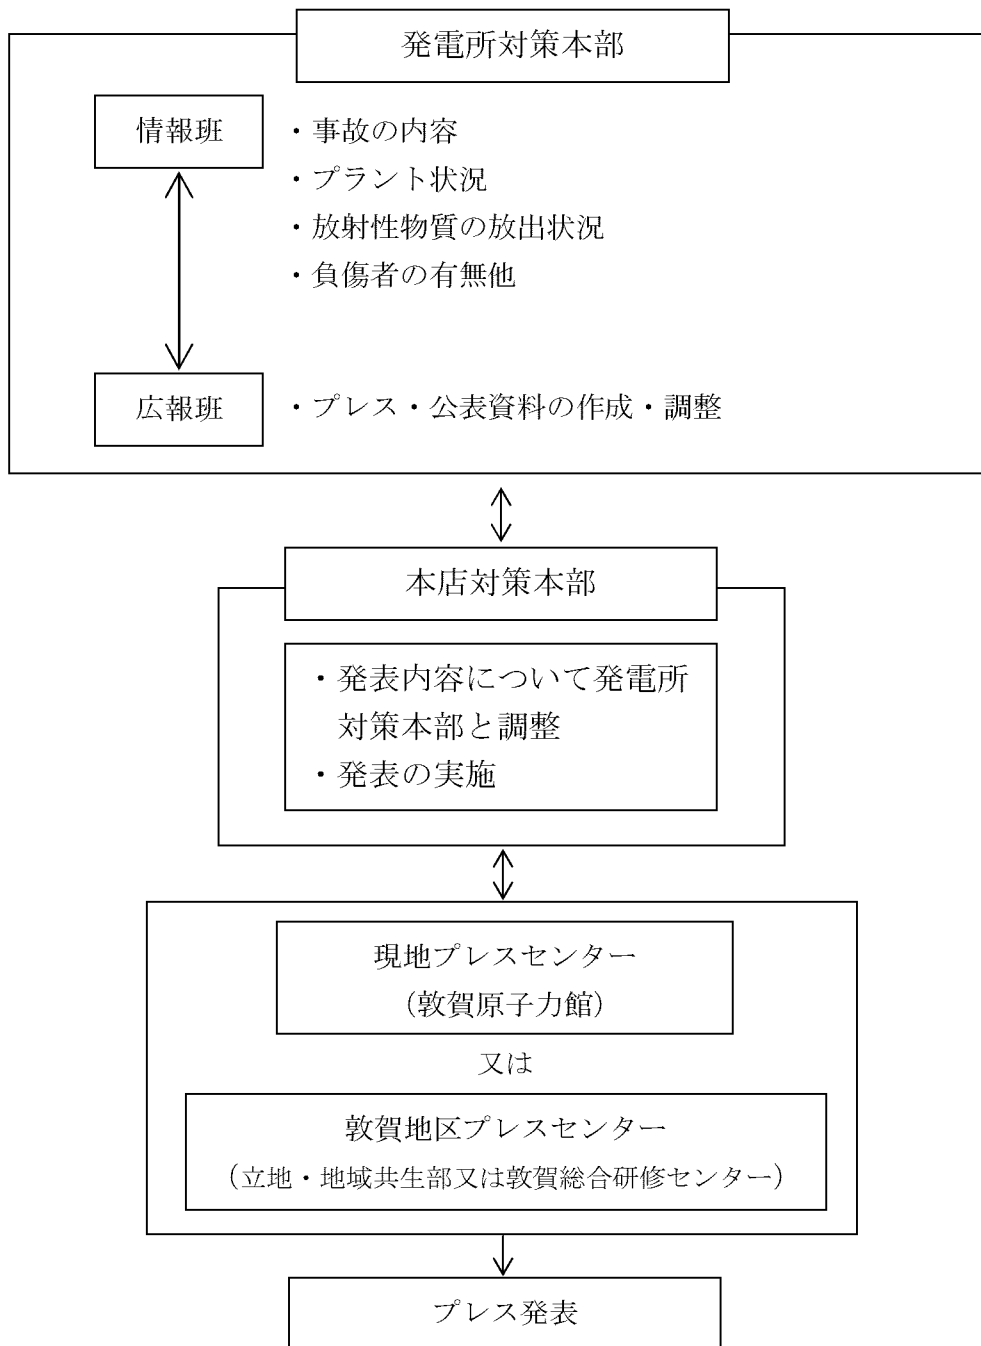 発電所対策本部
情報班
・事故の内容
・プラント状況
・放射性物質の放出状況
・負傷者の有無他
広報班
・プレス・公表資料の作成・調整
本店対策本部
・発表内容について発電所
対策本部と調整
・発表の実施
現地プレスセンター
（敦賀原子力館）
又は
敦賀地区プレスセンター
（立地・地域共生部又は敦賀総合研修センター）
プレス発表